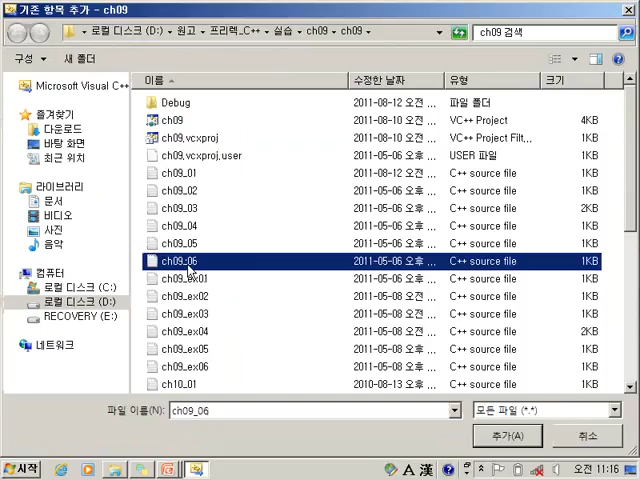 기존 항목 추가 - ch09
로컬 디스크 (D:) ▸ 원고 ▸ 프리렉_C++ ▸ 실습 ▸ ch09 ▸ ch09 ▸
ch09 검색
구성
새 폴더
Microsoft Visual C++
즐겨찾기
다운로드
바탕 화면
최근 위치
라이브러리
문서
비디오
사진
음악
컴퓨터
로컬 디스크 (C:)
로컬 디스크 (D:)
RECOVERY (E:)
네트워크
이름 수정한 날짜 유형 크기
Debug 2011-08-12 오전 ... 파일 폴더
ch09 2011-08-10 오전 ... VC++ Project 4KB
ch09,vcxproj 2011-08-10 오전 ... VC++ Project Filt,,, 1KB
ch09,vcxproj,user 2011-05-06 오후 ... USER 파일 1KB
ch09_01 2011-08-12 오전 ... C++ source file 1KB
ch09_02 2011-05-06 오후 ... C++ source file 1KB
ch09_03 2011-05-06 오후 ... C++ source file 2KB
ch09_04 2011-05-06 오후 ... C++ source file 1KB
ch09_05 2011-05-06 오후 ... C++ source file 1KB
ch09_06 2011-05-06 오후 ... C++ source file 1KB
ch09_ex01 2011-05-06 오후 ... C++ source file 1KB
ch09_ex02 2011-05-08 오전 ... C++ source file 1KB
ch09_ex03 2011-05-08 오전 ... C++ source file 1KB
ch09_ex04 2011-05-08 오전 ... C++ source file 2KB
ch09_ex05 2011-05-08 오전 ... C++ source file 1KB
ch09_ex06 2011-05-08 오전 ... C++ source file 1KB
ch10_01 2010-08-13 오전 ... C++ source file 1KB
파일 이름(N):
ch09_06
모든 파일 (*.*)
추가(A)
취소
시작
A 漢
오전 11:16